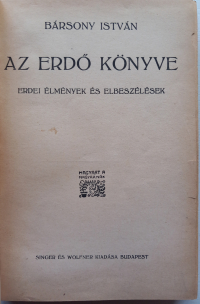 BÁRSONY ISTVÁN
AZ ERDŐ KÖNYVE
ERDEI ÉLMÉNYEK ÉS ELBESZÉLÉSEK
SINGER ÉS WOLFNER KIADÁSA BUDAPEST